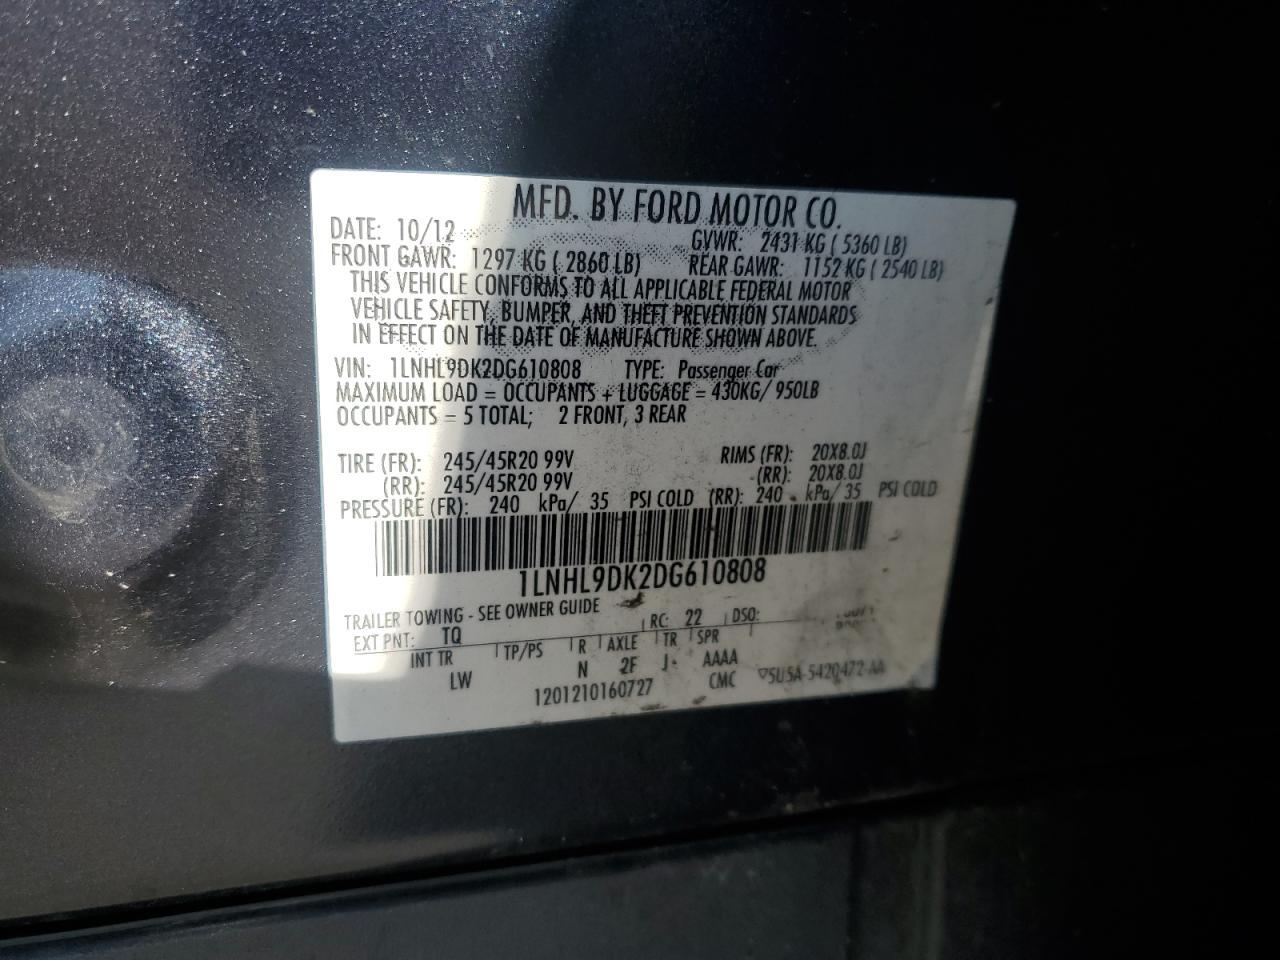 MFD. BY FORD MOTOR CO.
DATE: 10/12 GVWR: 2431 KG ( 5360 LB)
FRONT GAWR: 1297 KG ( 2860 LB) REAR GAWR: 1152 KG ( 2540 LB)
THIS VEHICLE CONFORMS TO ALL APPLICABLE FEDERAL MOTOR
VEHICLE SAFETY, BUMPER, AND THEFT PREVENTION STANDARDS
IN EFFECT ON THE DATE OF MANUFACTURE SHOWN ABOVE.
VIN: 1LNHL9DK2DG610808 TYPE: Passenger Car
MAXIMUM LOAD = OCCUPANTS + LUGGAGE = 430KG/ 950LB
OCCUPANTS = 5 TOTAL; 2 FRONT, 3 REAR
TIRE (FR): 245/45R20 99V RIMS (FR): 20X8.0J
(RR): 245/45R20 99V (RR): 20X8.0J
PRESSURE (FR): 240 kPa/ 35 PSI COLD (RR): 240 kPa/ 35 PSI COLD
1LNHL9DK2DG610808
TRAILER TOWING - SEE OWNER GUIDE
EXT PNT: TQ RC: 22 DSO:
INT TR TP/PS R AXLE TR SPR
LW N 2F J AAAA
1201210160727 CMC ▽5U5A-5420472-AA